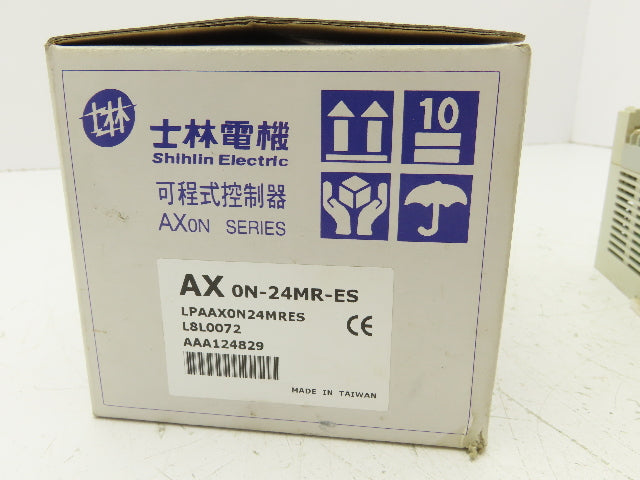 士林
士林電機
Shihlin Electric
可程式控制器
AX0N SERIES
10
AX 0N-24MR-ES
LPAAX0N24MRES
L8L0072
AAA124829
CE
MADE IN TAIWAN